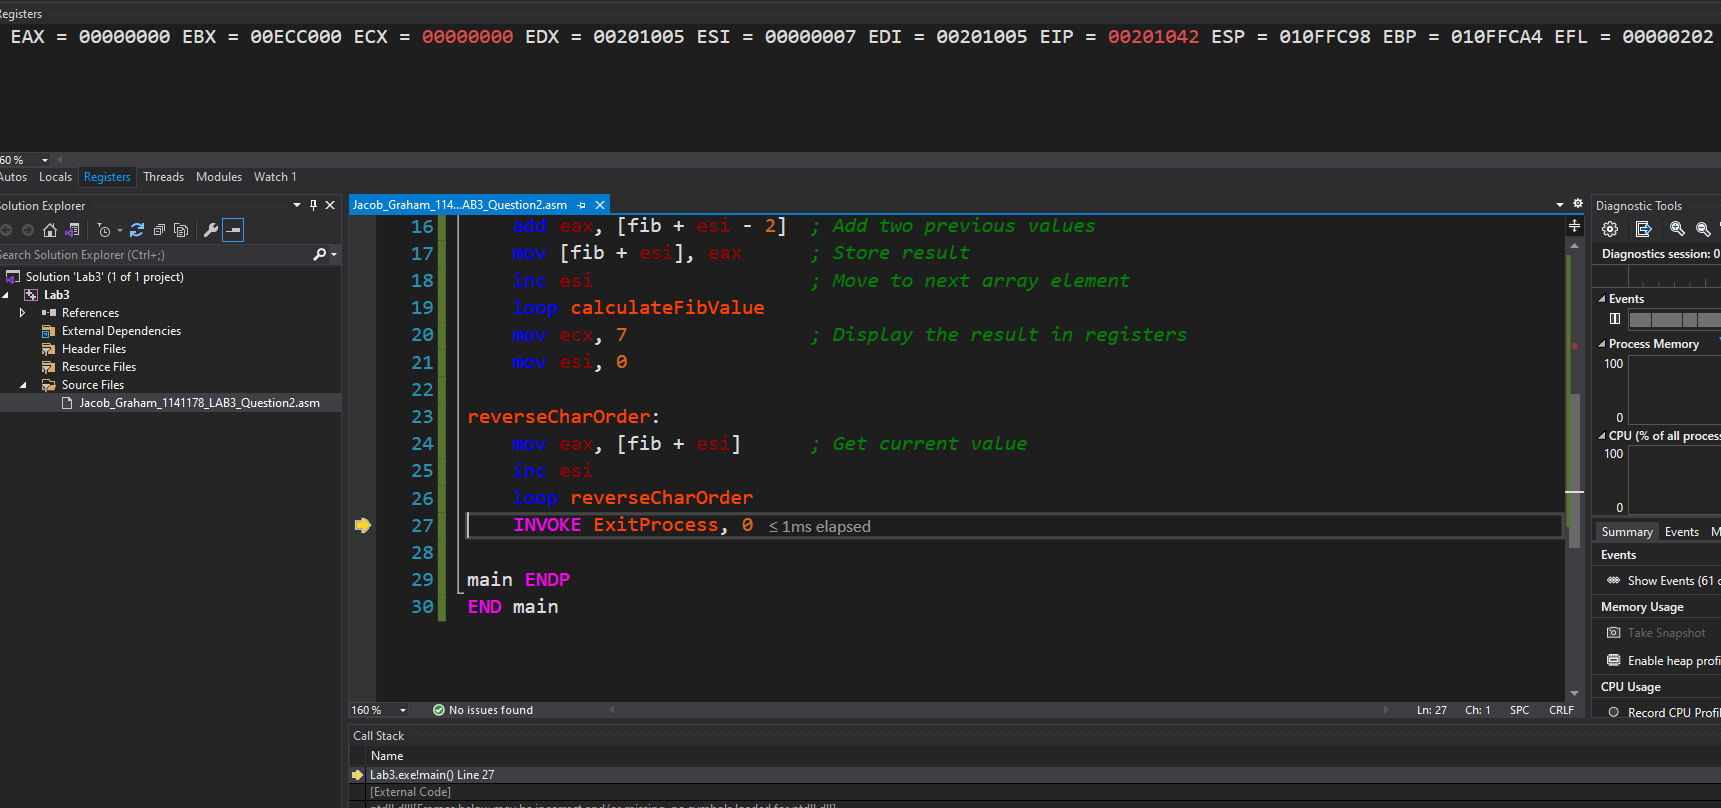 Registers
EAX = 00000000 EBX = 00ECC000 ECX = 00000000 EDX = 00201005 ESI = 00000007 EDI = 00201005 EIP = 00201042 ESP = 010FFC98 EBP = 010FFCA4 EFL = 00000202
60 %
Autos Locals Registers Threads Modules Watch 1
Solution Explorer
Search Solution Explorer (Ctrl+;)
Solution 'Lab3' (1 of 1 project)
Lab3
References
External Dependencies
Header Files
Resource Files
Source Files
Jacob_Graham_1141178_LAB3_Question2.asm
Jacob_Graham_114...AB3_Question2.asm
16 add eax, [fib + esi - 2] ; Add two previous values
17 mov [fib + esi], eax ; Store result
18 inc esi ; Move to next array element
19 loop calculateFibValue
20 mov ecx, 7 ; Display the result in registers
21 mov esi, 0
22
23 reverseCharOrder:
24 mov eax, [fib + esi] ; Get current value
25 inc esi
26 loop reverseCharOrder
27 INVOKE ExitProcess, 0 ≤ 1ms elapsed
28
29 main ENDP
30 END main
160 % No issues found Ln: 27 Ch: 1 SPC CRLF
Call Stack
Name
Lab3.exe!main() Line 27
[External Code]
Diagnostic Tools
Diagnostics session: 0
Events
Process Memory
100
0
CPU (% of all process
100
0
Summary Events M
Events
Show Events (61 o
Memory Usage
Take Snapshot
Enable heap profi
CPU Usage
Record CPU Profil